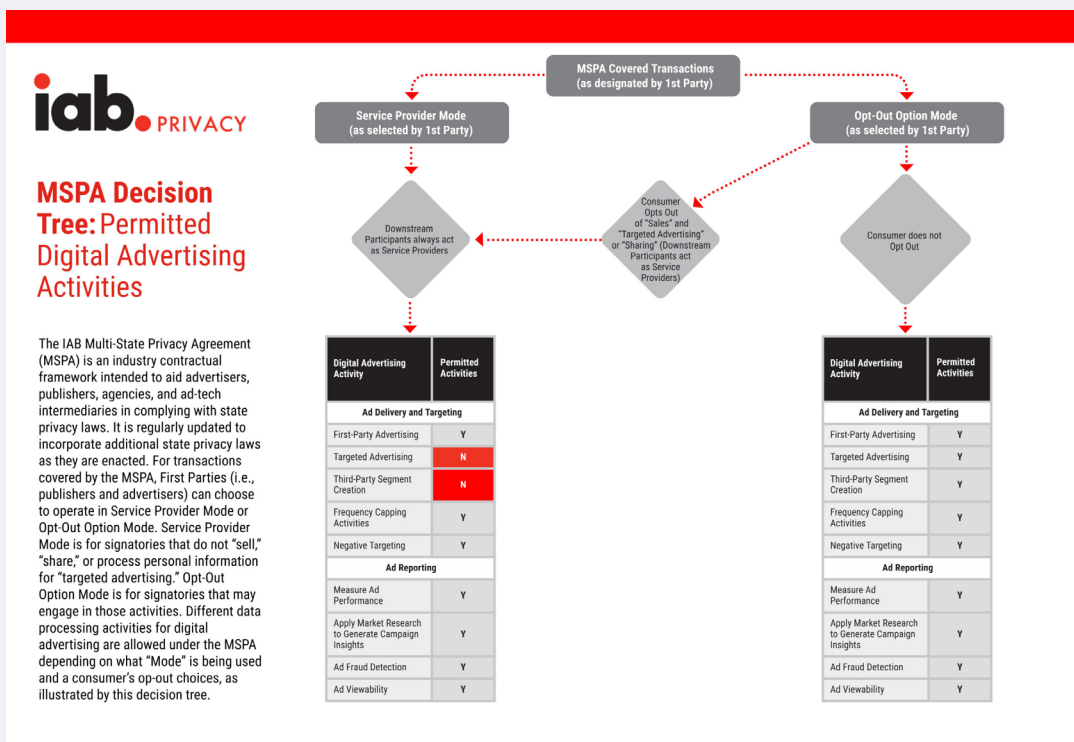 iab. PRIVACY
MSPA Decision
Tree: Permitted
Digital Advertising
Activities
The IAB Multi-State Privacy Agreement
(MSPA) is an industry contractual
framework intended to aid advertisers,
publishers, agencies, and ad-tech
intermediaries in complying with state
privacy laws. It is regularly updated to
incorporate additional state privacy laws
as they are enacted. For transactions
covered by the MSPA, First Parties (i.e.,
publishers and advertisers) can choose
to operate in Service Provider Mode or
Opt-Out Option Mode. Service Provider
Mode is for signatories that do not “sell,”
“share,” or process personal information
for “targeted advertising.” Opt-Out
Option Mode is for signatories that may
engage in those activities. Different data
processing activities for digital
advertising are allowed under the MSPA
depending on what “Mode” is being used
and a consumer’s op-out choices, as
illustrated by this decision tree.
MSPA Covered Transactions
(as designated by 1st Party)
Service Provider Mode
(as selected by 1st Party)
Opt-Out Option Mode
(as selected by 1st Party)
Downstream
Participants always act
as Service Providers
Consumer
Opts Out
of “Sales” and
“Targeted Advertising”
or “Sharing” (Downstream
Participants act
as Service
Providers)
Consumer does not
Opt Out
Digital Advertising
Activity
Permitted
Activities
Ad Delivery and Targeting
First-Party Advertising Y
Targeted Advertising N
Third-Party Segment
Creation
N
Frequency Capping
Activities
Y
Negative Targeting Y
Ad Reporting
Measure Ad
Performance
Y
Apply Market Research
to Generate Campaign
Insights
Y
Ad Fraud Detection Y
Ad Viewability Y
Digital Advertising
Activity
Permitted
Activities
Ad Delivery and Targeting
First-Party Advertising Y
Targeted Advertising Y
Third-Party Segment
Creation
Y
Frequency Capping
Activities
Y
Negative Targeting Y
Ad Reporting
Measure Ad
Performance
Y
Apply Market Research
to Generate Campaign
Insights
Y
Ad Fraud Detection Y
Ad Viewability Y